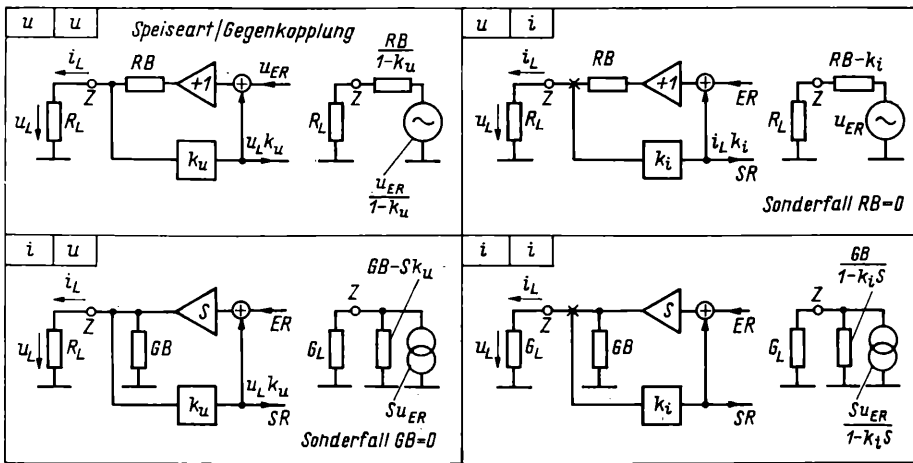 u u
Speiseart/Gegenkopplung
i_L
Z
RB
+1
u_ER
u_L
R_L
k_u
u_L k_u
SR
RB/(1-k_u)
Z
R_L
~
u_ER/(1-k_u)
u i
i_L
Z
RB
+1
ER
u_L
R_L
k_i
i_L k_i
SR
RB-k_i
Z
R_L
u_ER
~
Sonderfall RB=0
i u
i_L
Z
S
ER
u_L
R_L
GB
k_u
u_L k_u
SR
GB-Sk_u
Z
G_L
Su_ER
Sonderfall GB=0
i i
i_L
Z
S
ER
u_L
G_L
GB
k_i
SR
GB/(1-k_i S)
Z
G_L
Su_ER/(1-k_i S)